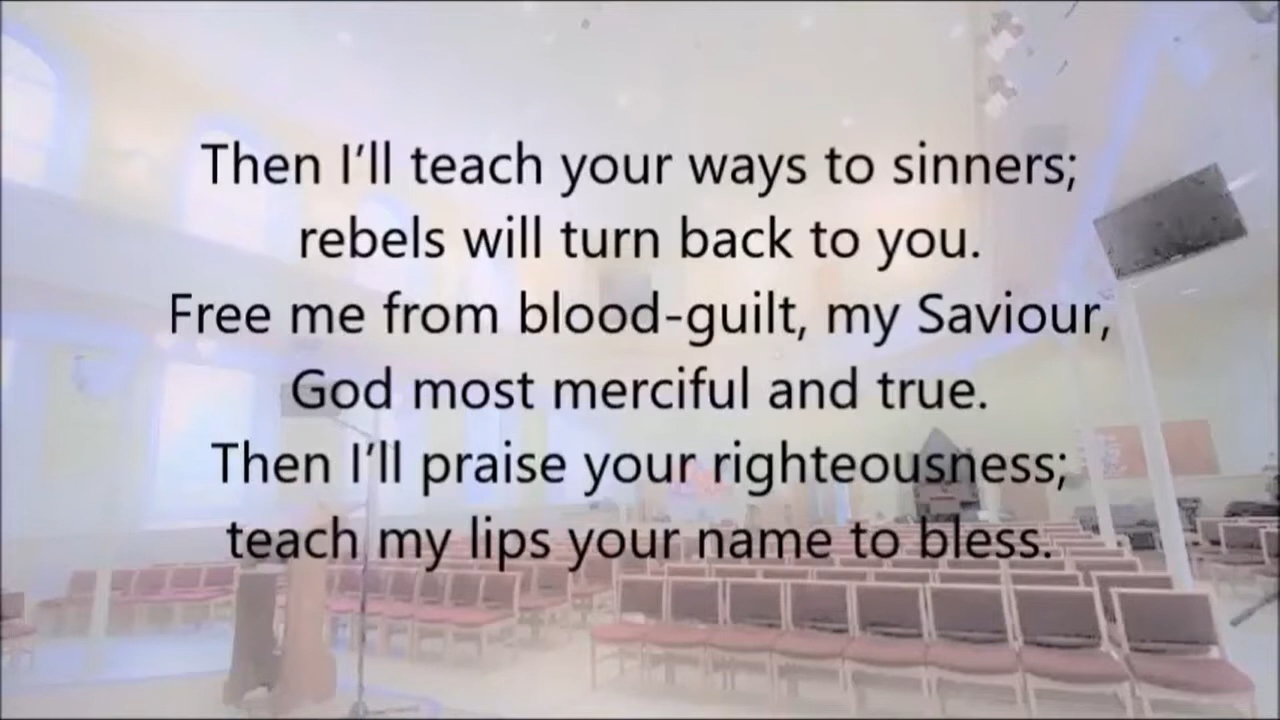 Then I’ll teach your ways to sinners;
rebels will turn back to you.
Free me from blood-guilt, my Saviour,
God most merciful and true.
Then I’ll praise your righteousness;
teach my lips your name to bless.